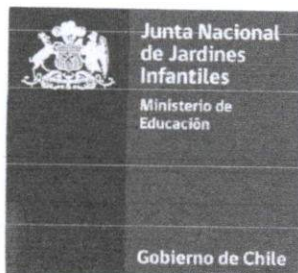 Junta Nacional
de Jardines
Infantiles
Ministerio de
Educación
Gobierno de Chile